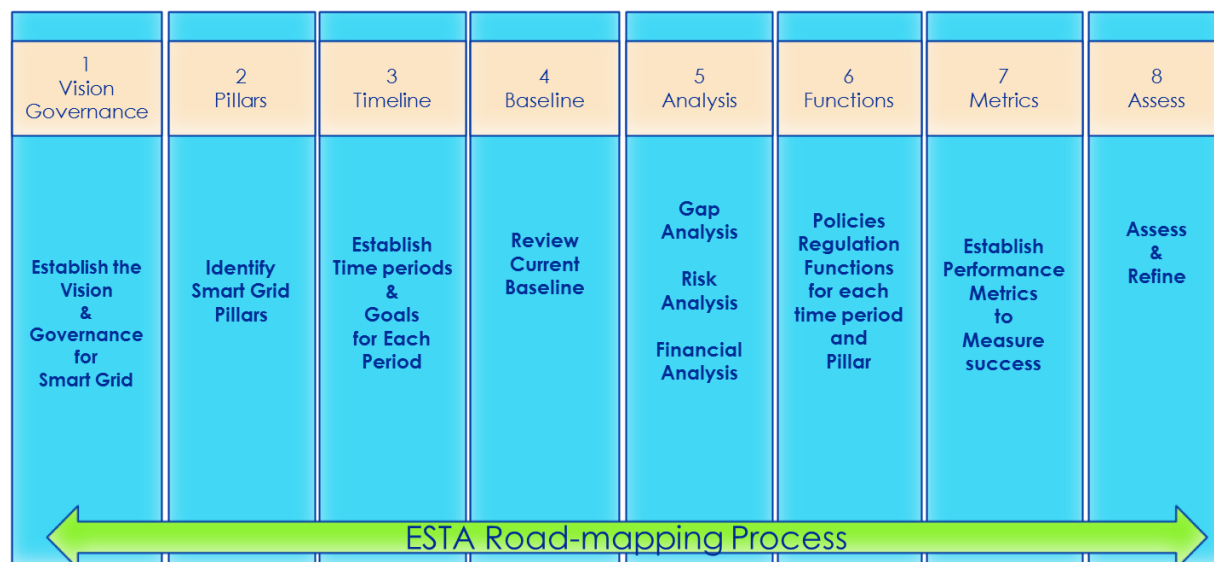 1
Vision
Governance
2
Pillars
3
Timeline
4
Baseline
5
Analysis
6
Functions
7
Metrics
8
Assess
Establish the
Vision
&
Governance
for
Smart Grid
Identify
Smart Grid
Pillars
Establish
Time periods
&
Goals
for Each
Period
Review
Current
Baseline
Gap
Analysis
Risk
Analysis
Financial
Analysis
Policies
Regulation
Functions
for each
time period
and
Pillar
Establish
Performance
Metrics
to
Measure
success
Assess
&
Refine
ESTA Road-mapping Process